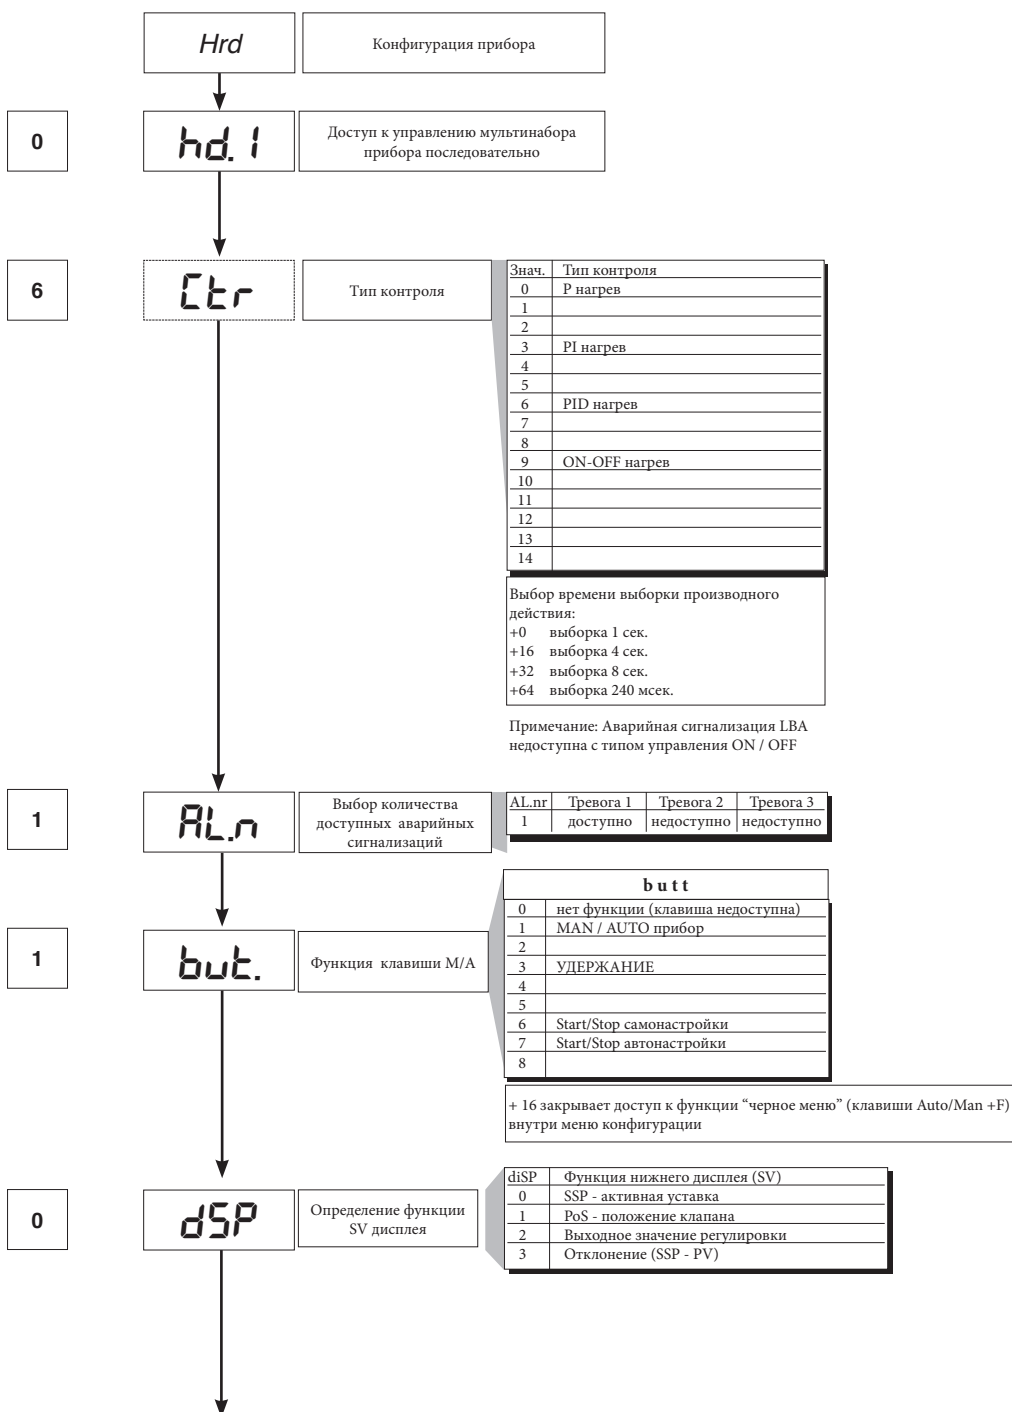 Hrd
Конфигурация прибора
0
hd. 1
Доступ к управлению мультинабора
прибора последовательно
6
Ctr
Тип контроля
Знач. Тип контроля
0 P нагрев
1
2
3 PI нагрев
4
5
6 PID нагрев
7
8
9 ON-OFF нагрев
10
11
12
13
14
Выбор времени выборки производного
действия:
+0 выборка 1 сек.
+16 выборка 4 сек.
+32 выборка 8 сек.
+64 выборка 240 мсек.
Примечание: Аварийная сигнализация LBA
недоступна с типом управления ON / OFF
1
AL.n
Выбор количества
доступных аварийных
сигнализаций
AL.nr Тревога 1 Тревога 2 Тревога 3
1 доступно недоступно недоступно
1
but.
Функция клавиши М/А
butt
0 нет функции (клавиша недоступна)
1 MAN / AUTO прибор
2
3 УДЕРЖАНИЕ
4
5
6 Start/Stop самонастройки
7 Start/Stop автонастройки
8
+ 16 закрывает доступ к функции “черное меню” (клавиши Auto/Man +F)
внутри меню конфигурации
0
dSP
Определение функции
SV дисплея
diSP Функция нижнего дисплея (SV)
0 SSP - активная уставка
1 PoS - положение клапана
2 Выходное значение регулировки
3 Отклонение (SSP - PV)